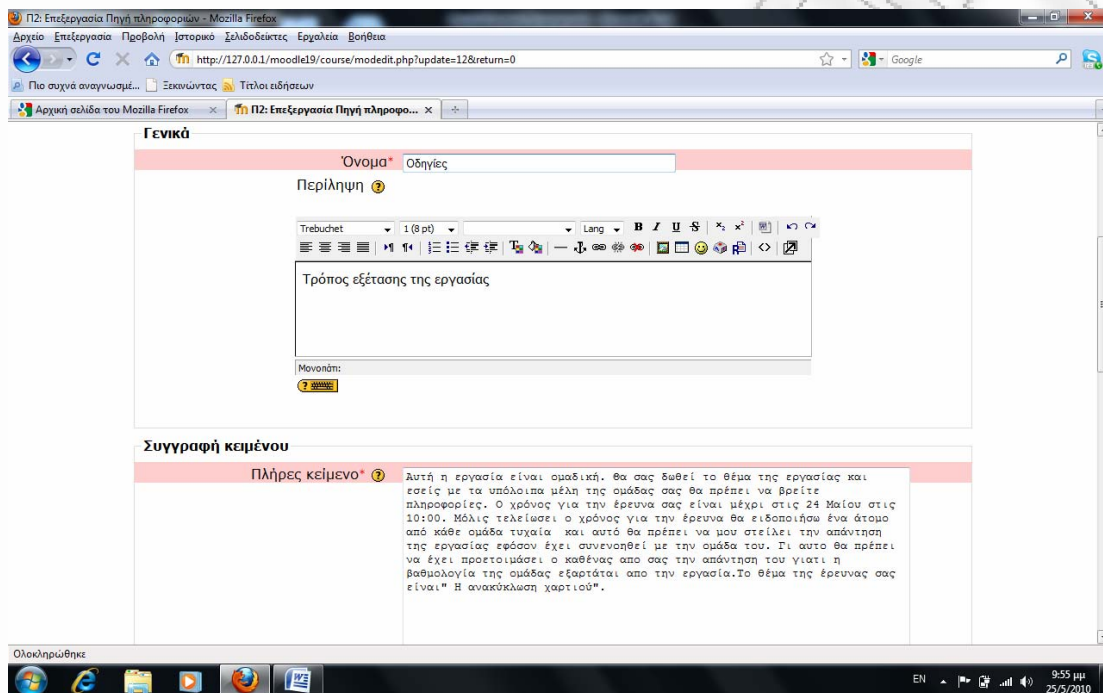 Π2: Επεξεργασία Πηγή πληροφοριών - Mozilla Firefox
Αρχείο Επεξεργασία Προβολή Ιστορικό Σελιδοδείκτες Εργαλεία Βοήθεια
http://127.0.0.1/moodle19/course/modedit.php?update=12&return=0
Google
Πιο συχνά αναγνωσμέ... Ξεκινώντας Τίτλοι ειδήσεων
Αρχική σελίδα του Mozilla Firefox
Π2: Επεξεργασία Πηγή πληροφο...
Γενικά
Όνομα* Οδηγίες
Περίληψη
Trebuchet 1 (8 pt) Lang B I U S x₂ x²
Τρόπος εξέτασης της εργασίας
Μονοπάτι:
Συγγραφή κειμένου
Πλήρες κείμενο*
Αυτή η εργασία είναι ομαδική. Θα σας δωθεί το θέμα της εργασίας και
εσείς με τα υπόλοιπα μέλη της ομάδας σας θα πρέπει να βρείτε
πληροφορίες. Ο χρόνος για την έρευνα σας είναι μέχρι στις 24 Μαίου στις
10:00. Μόλις τελείωσει ο χρόνος για την έρευνα θα ειδοποιήσω ένα άτομο
από κάθε ομάδα τυχαία και αυτό θα πρέπει να μου στείλει την απάντηση
της εργασίας εφόσον έχει συνενοηθεί με την ομάδα του. Γι αυτο θα πρέπει
να έχει προετοιμάσει ο καθένας απο σας την απάντηση του γιατι η
βαθμολογία της ομάδας εξαρτάται απο την εργασία.Το θέμα της έρευνας σας
είναι" Η ανακύκλωση χαρτιού".
Ολοκληρώθηκε
EN
9:55 μμ
25/5/2010